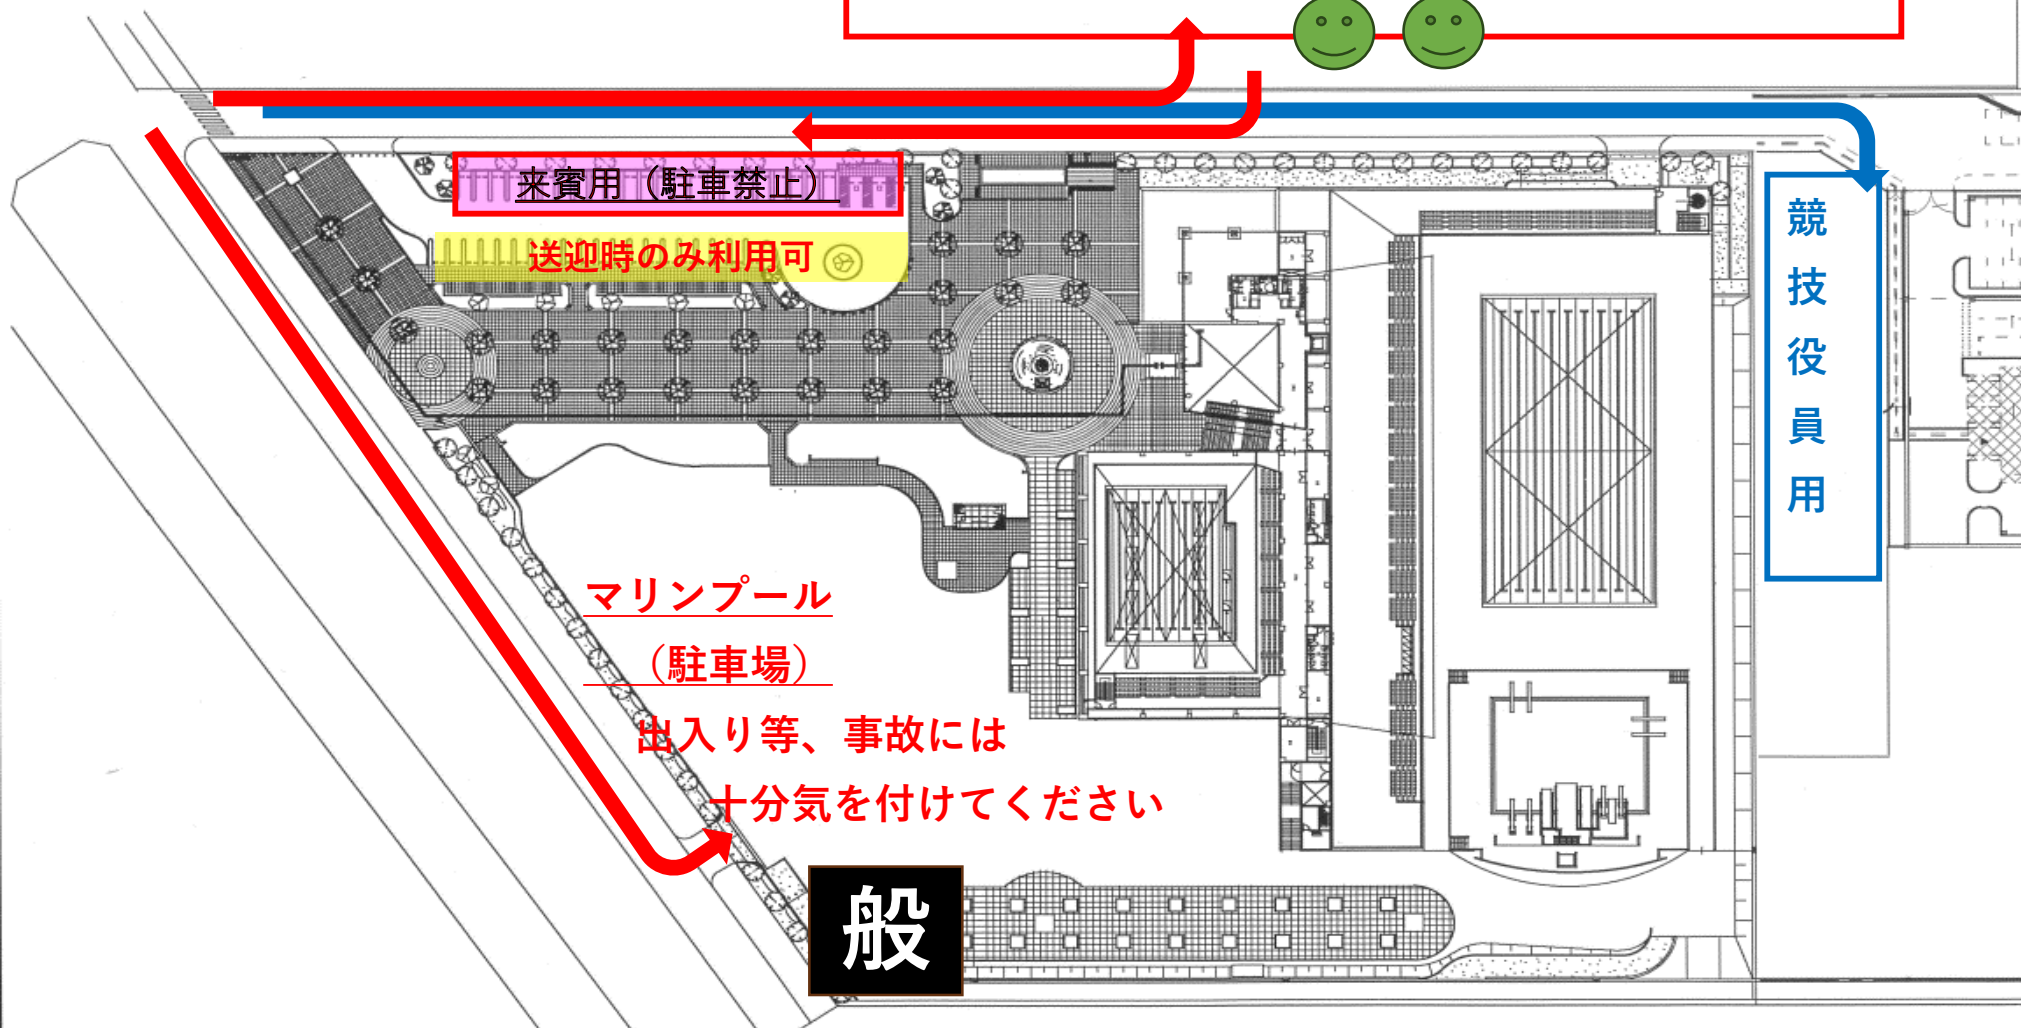 来賓用（駐車禁止）
送迎時のみ利用可
競技役員用
マリンプール
（駐車場）
出入り等、事故には
十分気を付けてください
般